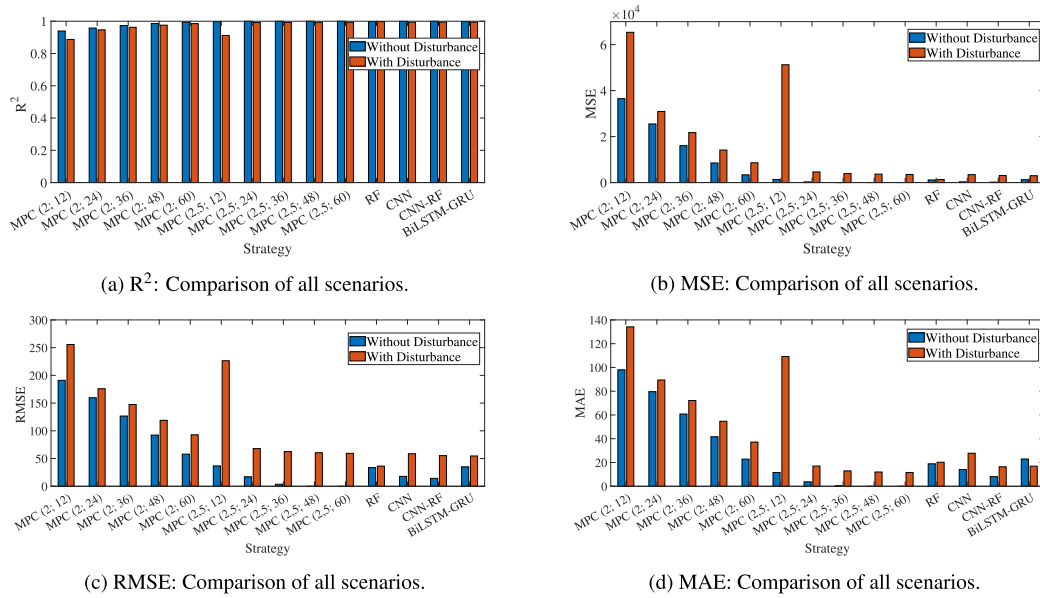 1
0.8
0.6
0.4
0.2
0
R²
Without Disturbance
With Disturbance
MPC (2; 12)
MPC (2; 24)
MPC (2; 36)
MPC (2; 48)
MPC (2; 60)
MPC (2.5; 12)
MPC (2.5; 24)
MPC (2.5; 36)
MPC (2.5; 48)
MPC (2.5; 60)
RF
CNN
CNN-RF
BiLSTM-GRU
Strategy
(a) R²: Comparison of all scenarios.
×10⁴
6
4
2
0
MSE
Without Disturbance
With Disturbance
MPC (2; 12)
MPC (2; 24)
MPC (2; 36)
MPC (2; 48)
MPC (2; 60)
MPC (2.5; 12)
MPC (2.5; 24)
MPC (2.5; 36)
MPC (2.5; 48)
MPC (2.5; 60)
RF
CNN
CNN-RF
BiLSTM-GRU
Strategy
(b) MSE: Comparison of all scenarios.
300
250
200
150
100
50
0
RMSE
Without Disturbance
With Disturbance
MPC (2; 12)
MPC (2; 24)
MPC (2; 36)
MPC (2; 48)
MPC (2; 60)
MPC (2.5; 12)
MPC (2.5; 24)
MPC (2.5; 36)
MPC (2.5; 48)
MPC (2.5; 60)
RF
CNN
CNN-RF
BiLSTM-GRU
Strategy
(c) RMSE: Comparison of all scenarios.
140
120
100
80
60
40
20
0
MAE
Without Disturbance
With Disturbance
MPC (2; 12)
MPC (2; 24)
MPC (2; 36)
MPC (2; 48)
MPC (2; 60)
MPC (2.5; 12)
MPC (2.5; 24)
MPC (2.5; 36)
MPC (2.5; 48)
MPC (2.5; 60)
RF
CNN
CNN-RF
BiLSTM-GRU
Strategy
(d) MAE: Comparison of all scenarios.